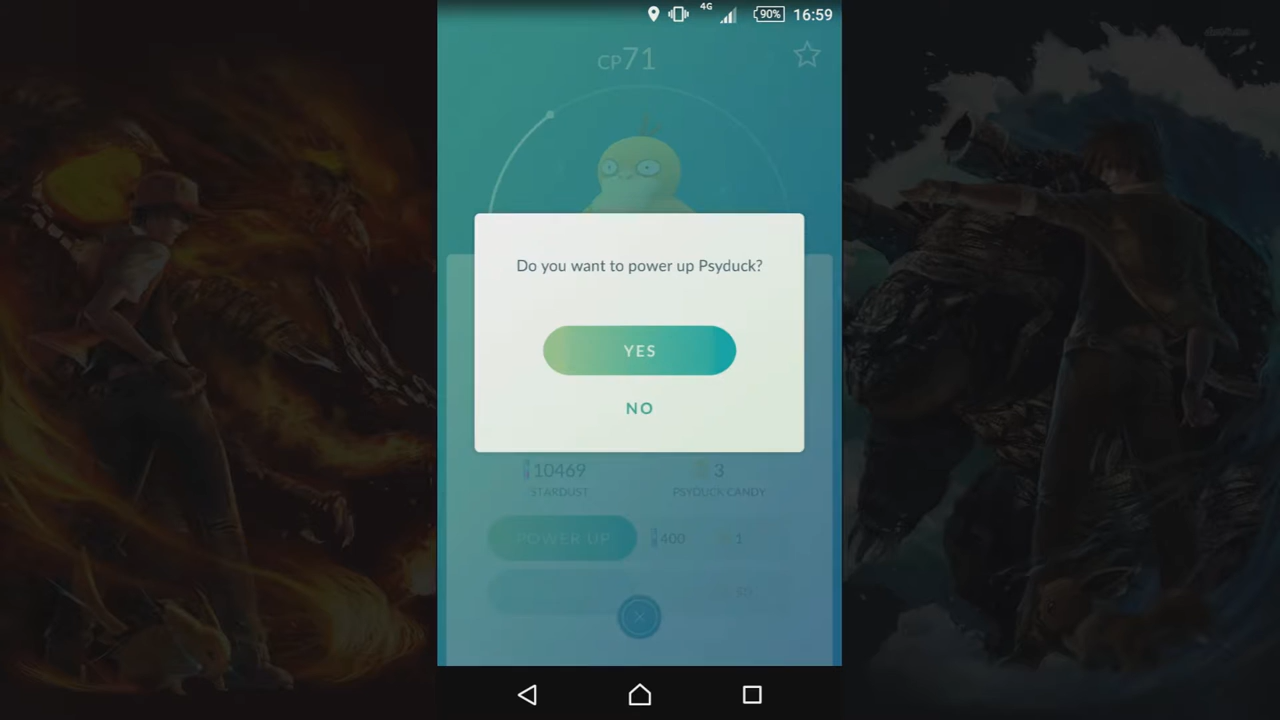 4G
90%
16:59
CP71
Do you want to power up Psyduck?
YES
NO
10469
3
STARDUST
PSYDUCK CANDY
POWER UP
400
1
50